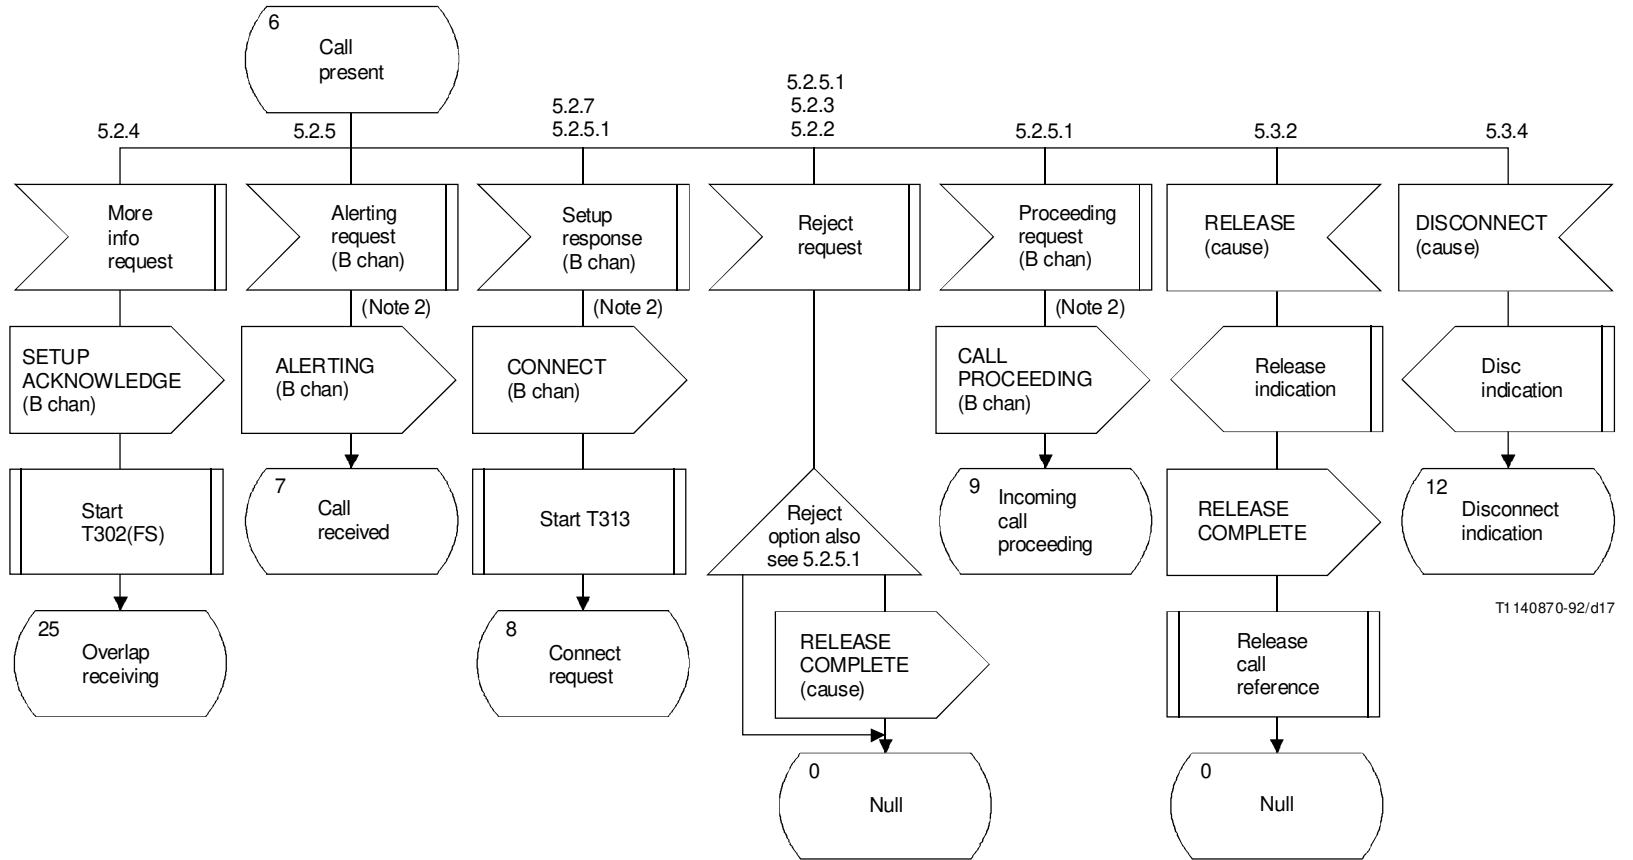 6
Call
present
5.2.4
5.2.5
5.2.7
5.2.5.1
5.2.5.1
5.2.3
5.2.2
5.2.5.1
5.3.2
5.3.4
More
info
request
Alerting
request
(B chan)
Setup
response
(B chan)
Reject
request
Proceeding
request
(B chan)
RELEASE
(cause)
DISCONNECT
(cause)
(Note 2)
(Note 2)
(Note 2)
SETUP
ACKNOWLEDGE
(B chan)
ALERTING
(B chan)
CONNECT
(B chan)
CALL
PROCEEDING
(B chan)
Release
indication
Disc
indication
Start
T302(FS)
7
Call
received
Start T313
Reject
option also
see 5.2.5.1
9
Incoming
call
proceeding
RELEASE
COMPLETE
12
Disconnect
indication
T1140870-92/d17
25
Overlap
receiving
8
Connect
request
RELEASE
COMPLETE
(cause)
Release
call
reference
0
Null
0
Null